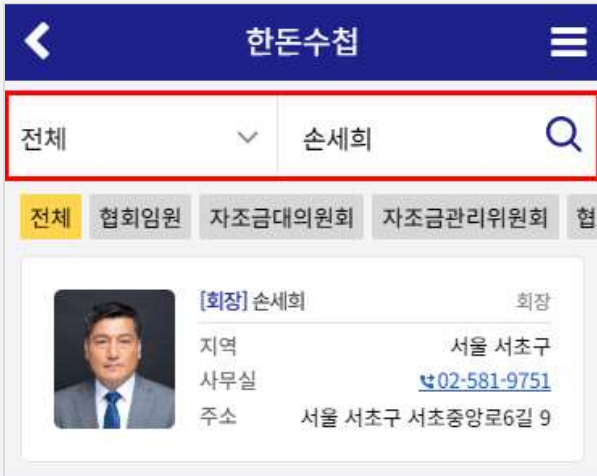 한돈수첩
전체 손세희
전체 협회임원 자조금대의원회 자조금관리위원회 협
[회장] 손세희 회장
지역 서울 서초구
사무실 02-581-9751
주소 서울 서초구 서초중앙로6길 9